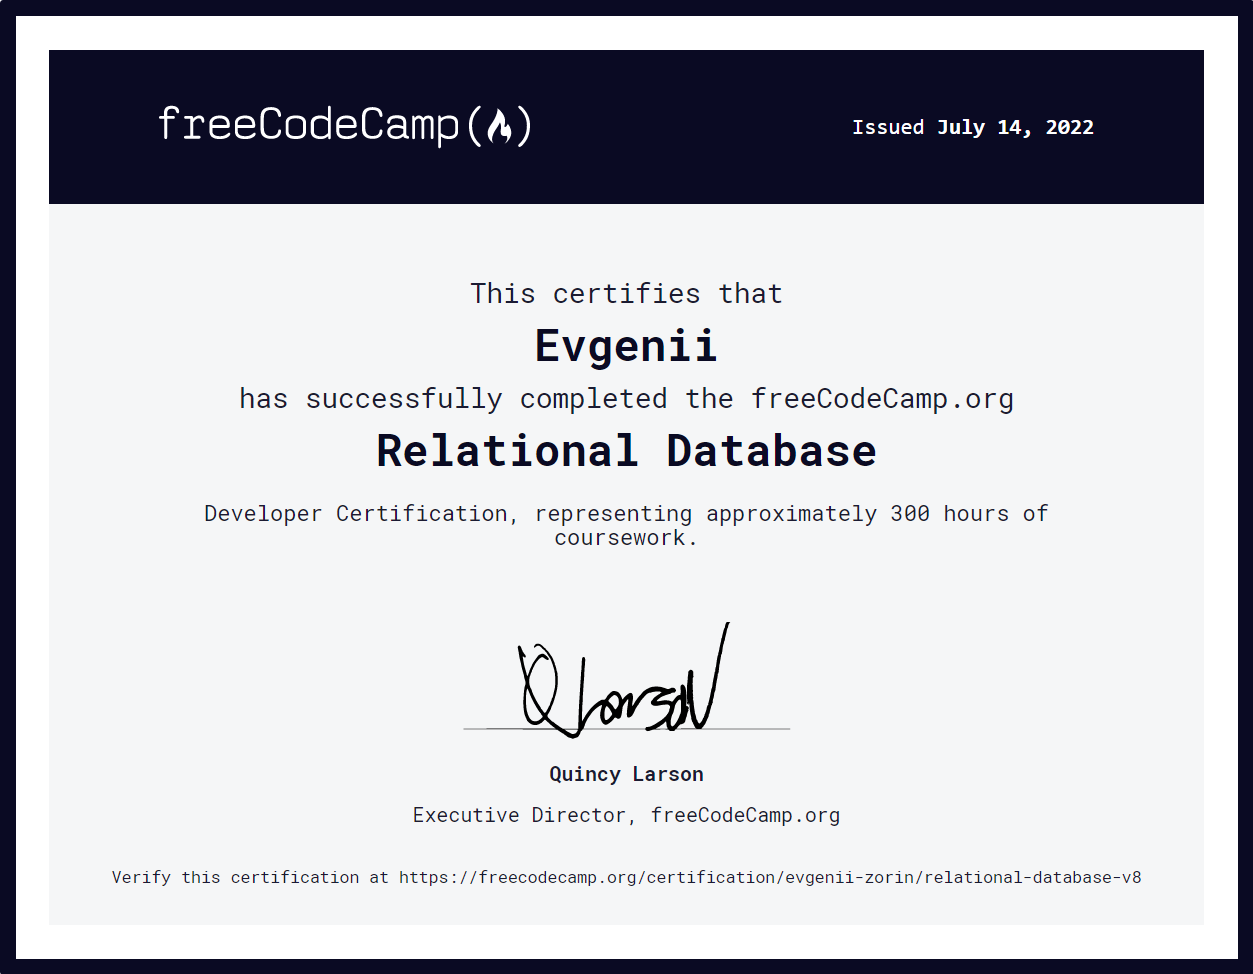 freeCodeCamp
Issued July 14, 2022
This certifies that
Evgenii
has successfully completed the freeCodeCamp.org
Relational Database
Developer Certification, representing approximately 300 hours of
coursework.
Q Larson
Quincy Larson
Executive Director, freeCodeCamp.org
Verify this certification at https://freecodecamp.org/certification/evgenii-zorin/relational-database-v8